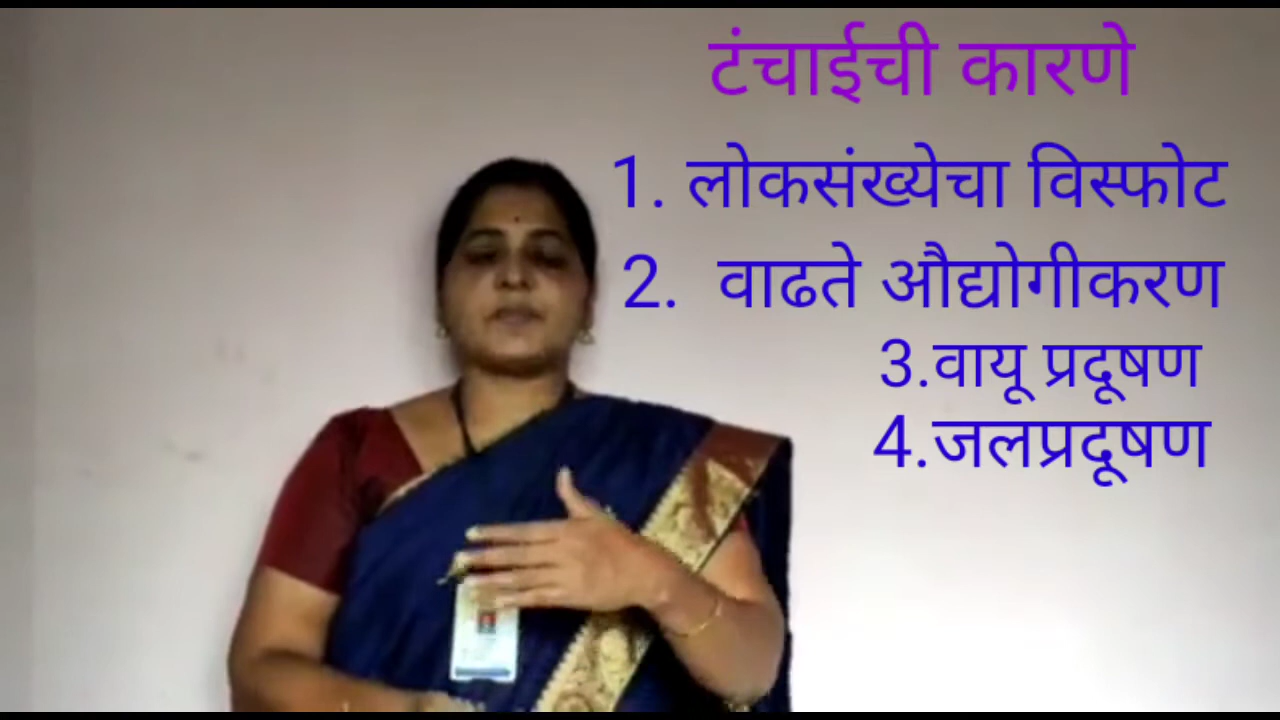 टंचाईची कारणे
1. लोकसंख्येचा विस्फोट
2. वाढते औद्योगीकरण
3.वायू प्रदूषण
4.जलप्रदूषण